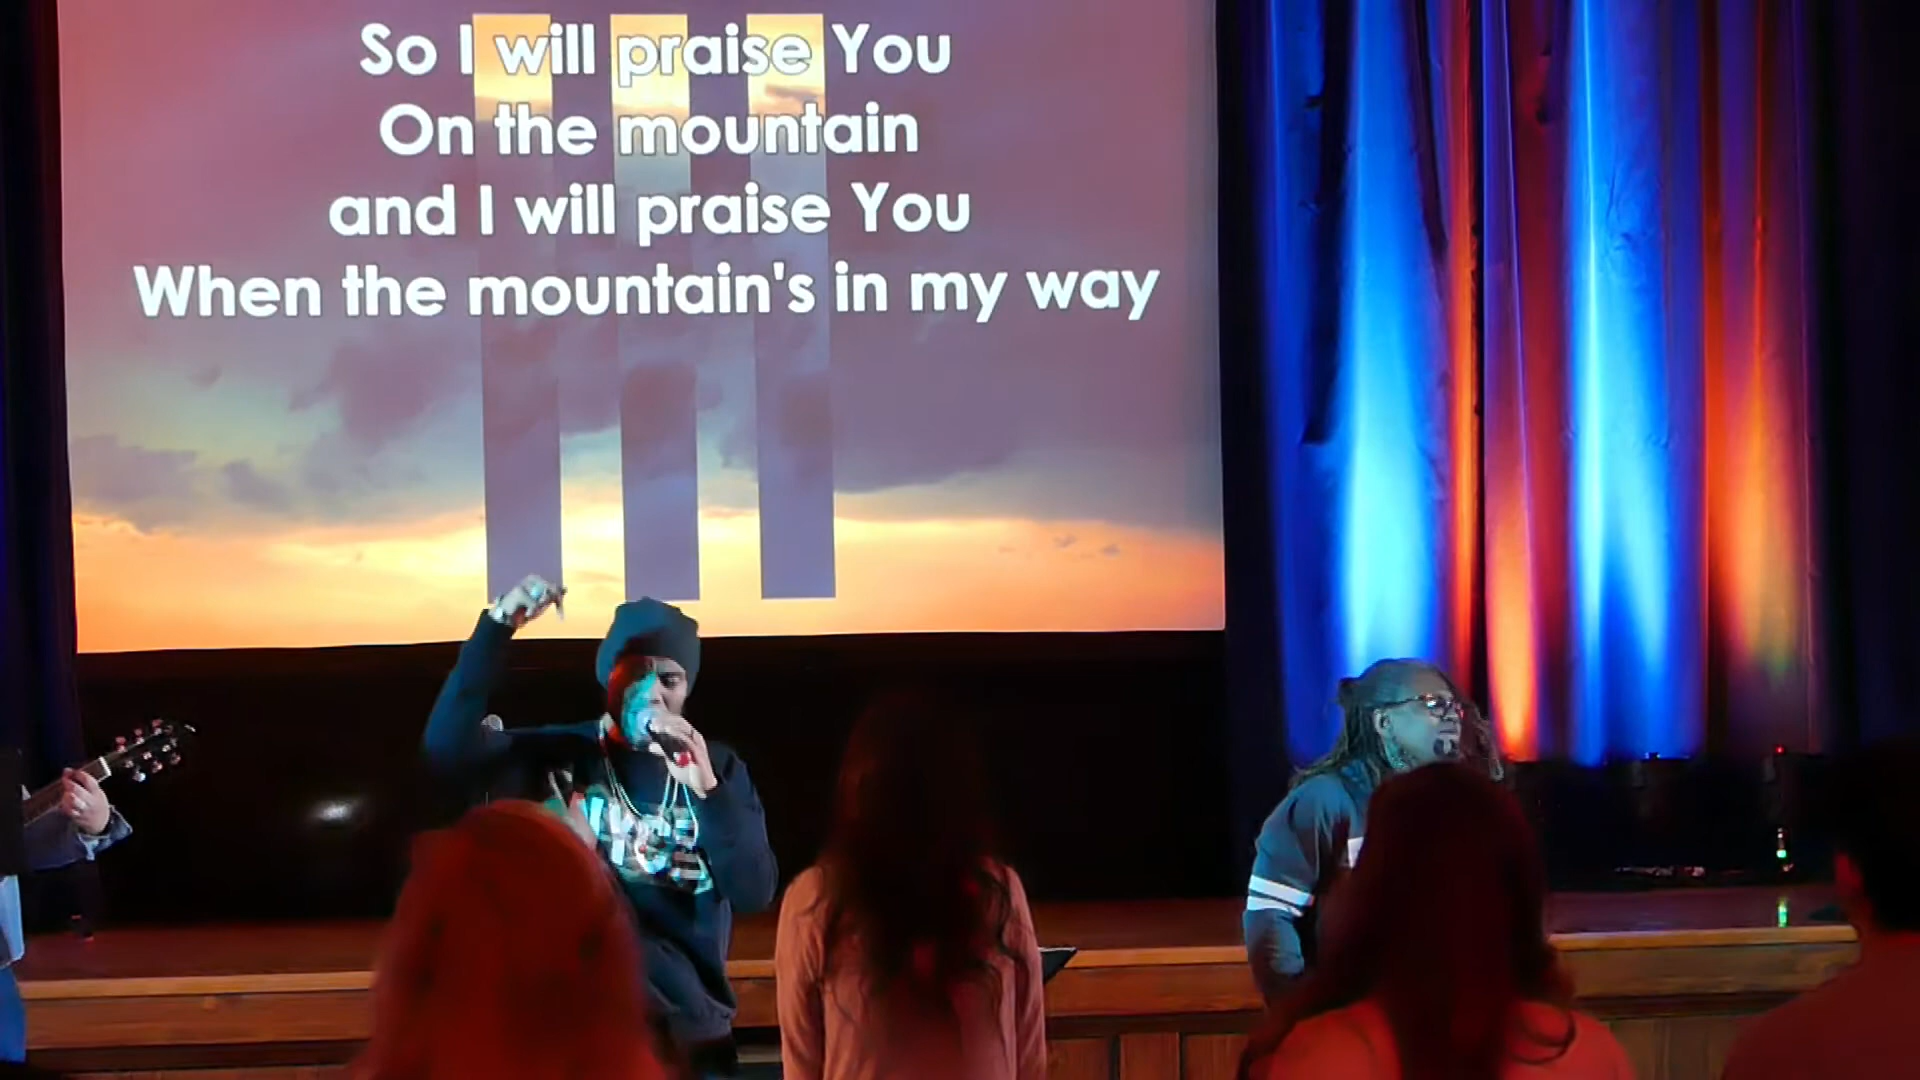 So I will praise You
On the mountain
and I will praise You
When the mountain's in my way